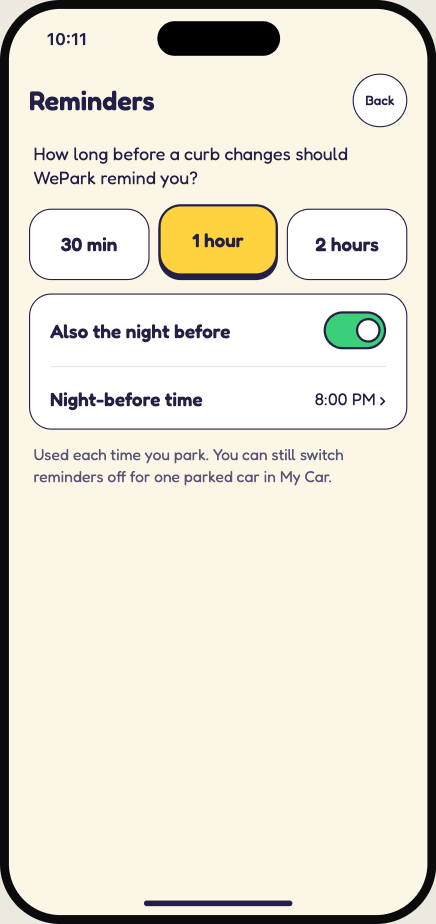 10:11
Reminders
Back
How long before a curb changes should
WePark remind you?
30 min
1 hour
2 hours
Also the night before
Night-before time
8:00 PM ›
Used each time you park. You can still switch
reminders off for one parked car in My Car.